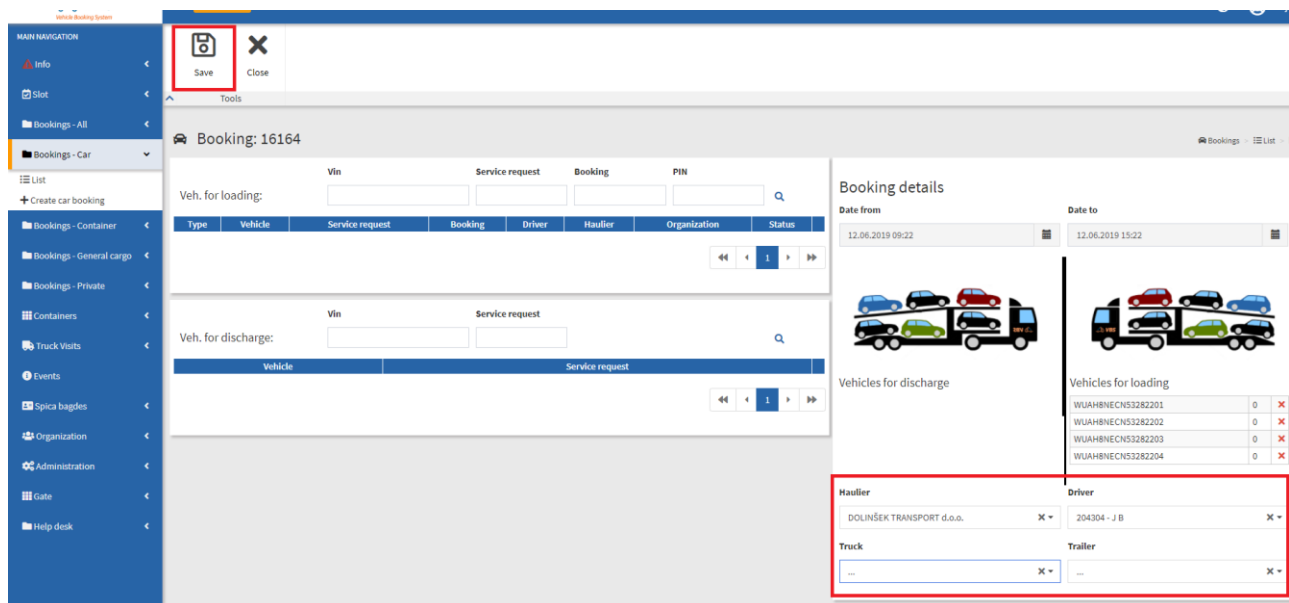 Vehicle Booking System
MAIN NAVIGATION
Info
Slot
Bookings - All
Bookings - Car
List
Create car booking
Bookings - Container
Bookings - General cargo
Bookings - Private
Containers
Truck Visits
Events
Spica bagdes
Organization
Administration
Gate
Help desk
Save Close
Tools
Booking: 16164
Bookings > List >
Vin Service request Booking PIN
Veh. for loading:
Type Vehicle Service request Booking Driver Haulier Organization Status
1
Vin Service request
Veh. for discharge:
Vehicle Service request
1
Booking details
Date from Date to
12.06.2019 09:22 12.06.2019 15:22
Vehicles for discharge
Vehicles for loading
WUAH8NECN53282201 0
WUAH8NECN53282202 0
WUAH8NECN53282203 0
WUAH8NECN53282204 0
Haulier Driver
DOLINŠEK TRANSPORT d.o.o. 204304 - J B
Truck Trailer
... ...